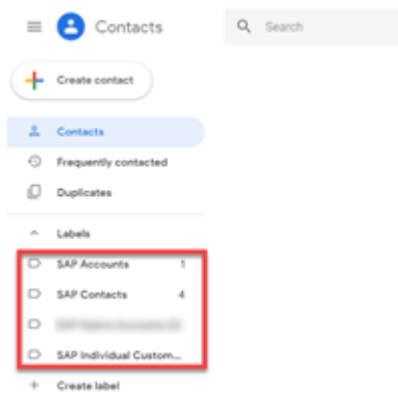 Contacts
Search
Create contact
Contacts
Frequently contacted
Duplicates
Labels
SAP Accounts 1
SAP Contacts 4
SAP Individual Custom...
Create label